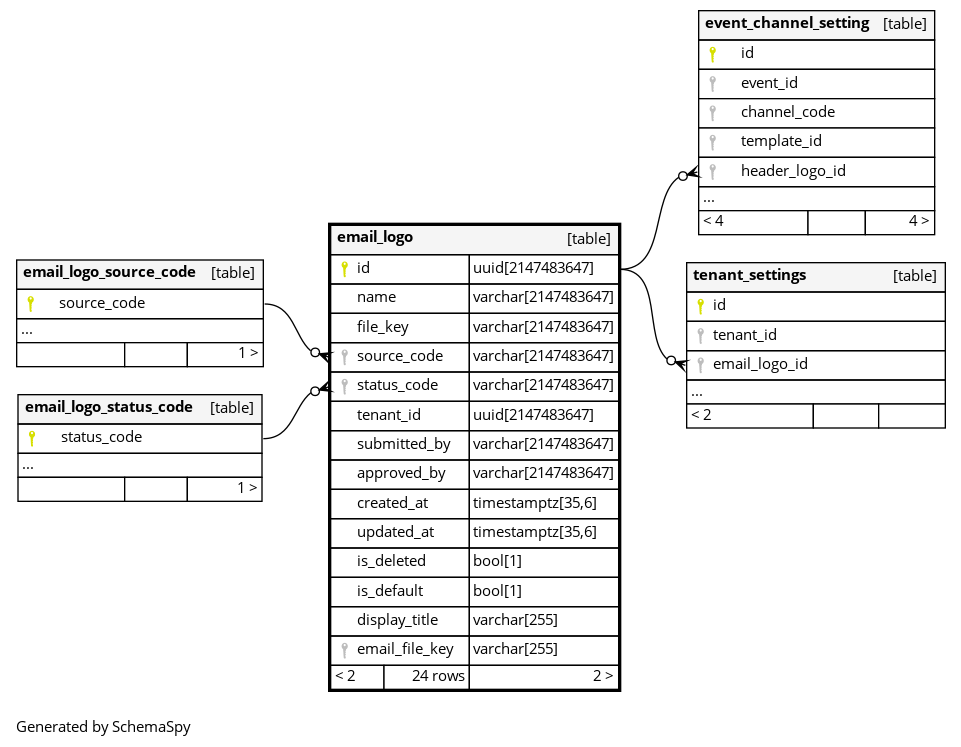 event_channel_setting [table]
id
event_id
channel_code
template_id
header_logo_id
...
< 4 4 >
email_logo [table]
id uuid[2147483647]
name varchar[2147483647]
file_key varchar[2147483647]
source_code varchar[2147483647]
status_code varchar[2147483647]
tenant_id uuid[2147483647]
submitted_by varchar[2147483647]
approved_by varchar[2147483647]
created_at timestamptz[35,6]
updated_at timestamptz[35,6]
is_deleted bool[1]
is_default bool[1]
display_title varchar[255]
email_file_key varchar[255]
< 2 24 rows 2 >
email_logo_source_code [table]
source_code
...
1 >
tenant_settings [table]
id
tenant_id
email_logo_id
...
< 2
email_logo_status_code [table]
status_code
...
1 >
Generated by SchemaSpy